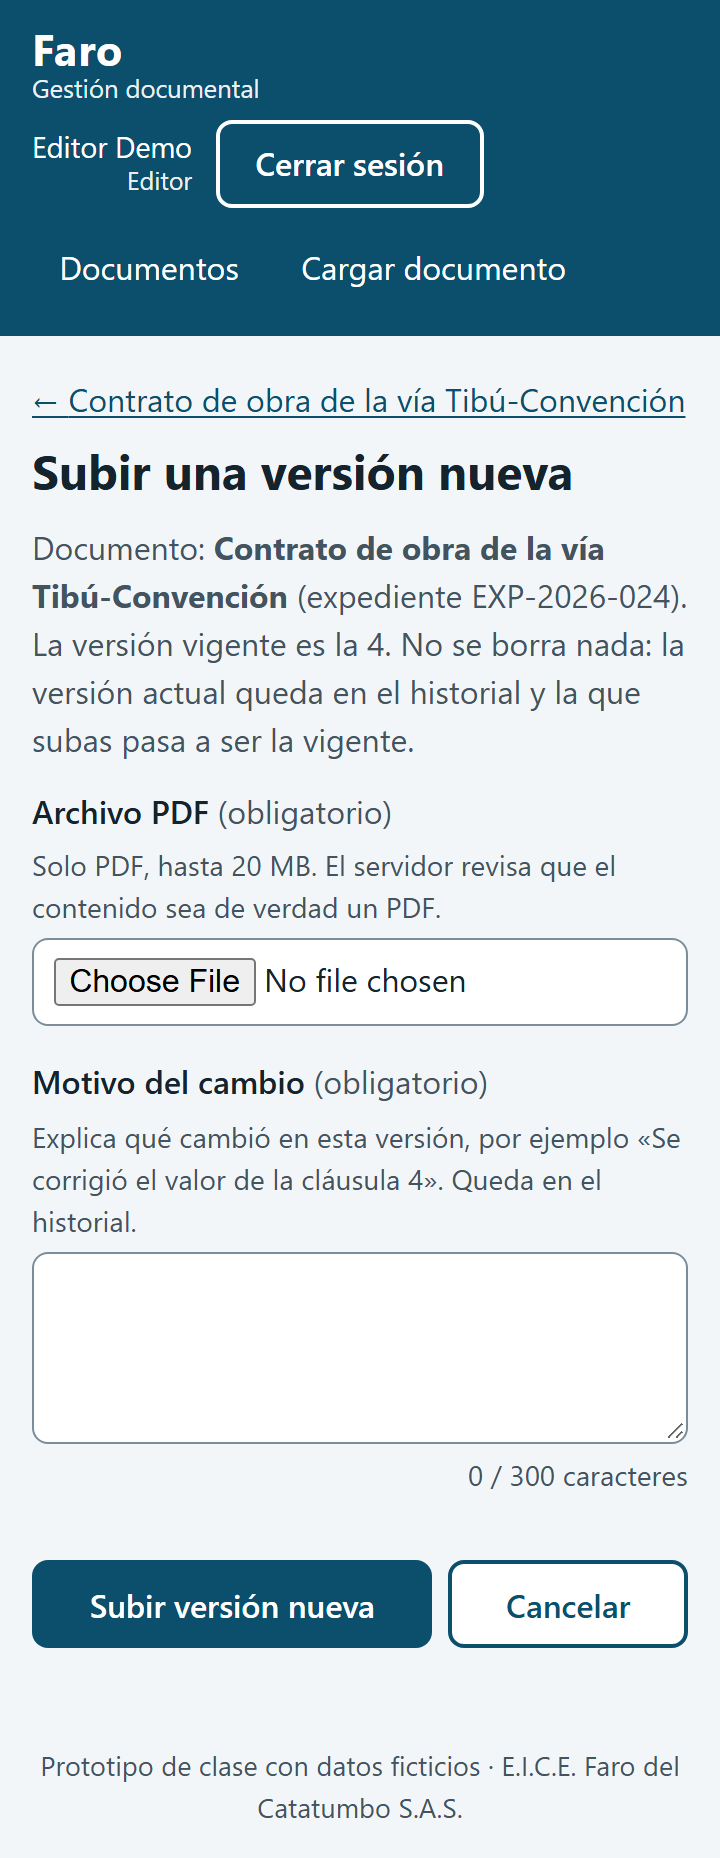 Faro
Gestión documental
Editor Demo
Editor
Cerrar sesión
Documentos
Cargar documento
← Contrato de obra de la vía Tibú-Convención
Subir una versión nueva
Documento: Contrato de obra de la vía
Tibú-Convención (expediente EXP-2026-024).
La versión vigente es la 4. No se borra nada: la
versión actual queda en el historial y la que
subas pasa a ser la vigente.
Archivo PDF (obligatorio)
Solo PDF, hasta 20 MB. El servidor revisa que el
contenido sea de verdad un PDF.
Choose File No file chosen
Motivo del cambio (obligatorio)
Explica qué cambió en esta versión, por ejemplo «Se
corrigió el valor de la cláusula 4». Queda en el
historial.
0 / 300 caracteres
Subir versión nueva
Cancelar
Prototipo de clase con datos ficticios · E.I.C.E. Faro del
Catatumbo S.A.S.